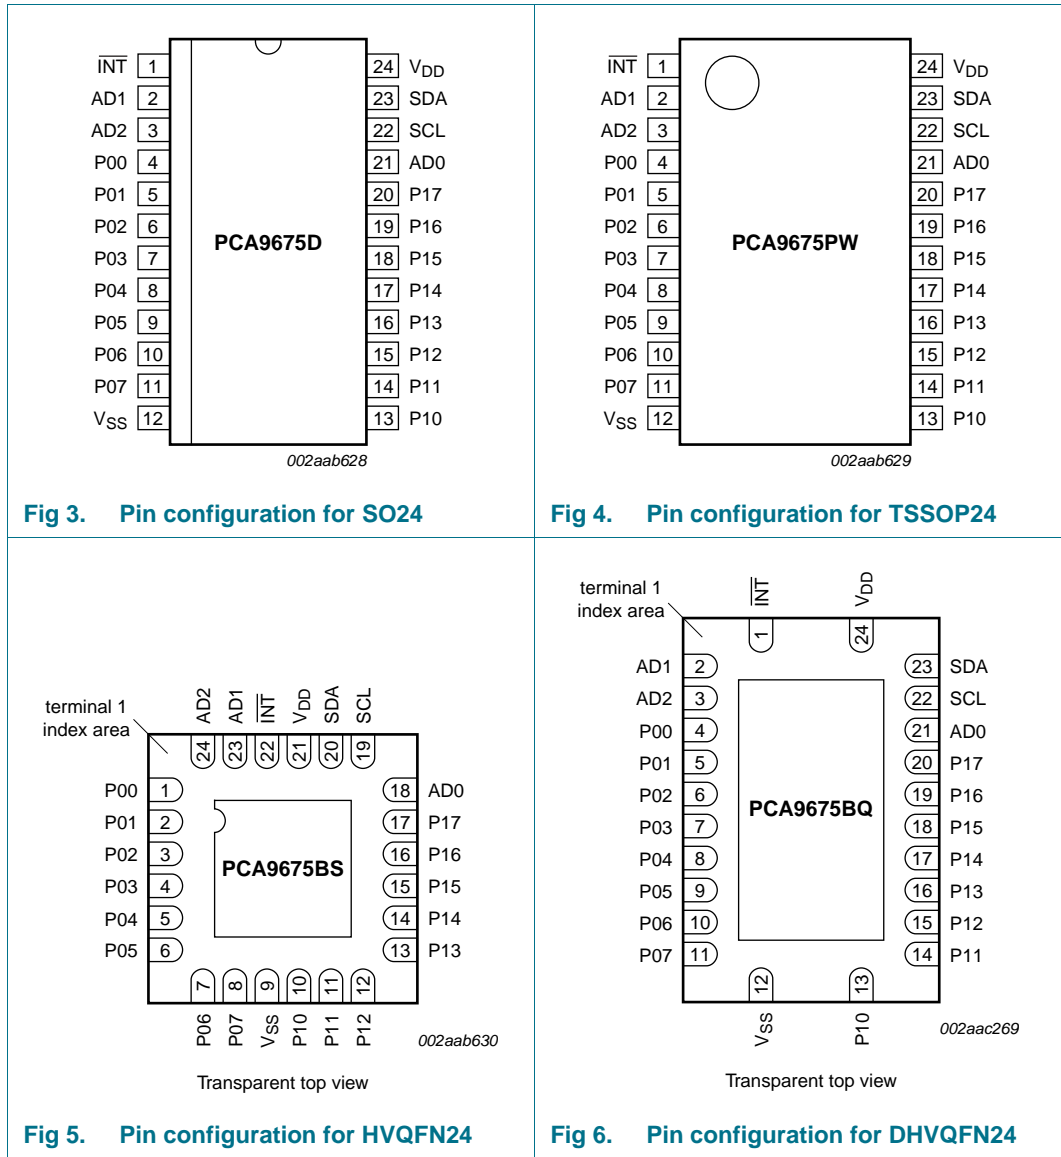 INT 1 24 VDD
AD1 2 23 SDA
AD2 3 22 SCL
P00 4 21 AD0
P01 5 20 P17
P02 6 19 P16
P03 7 18 P15
PCA9675D
P04 8 17 P14
P05 9 16 P13
P06 10 15 P12
P07 11 14 P11
VSS 12 13 P10
002aab628
Fig 3. Pin configuration for SO24
INT 1 24 VDD
AD1 2 23 SDA
AD2 3 22 SCL
P00 4 21 AD0
P01 5 20 P17
P02 6 19 P16
P03 7 18 P15
PCA9675PW
P04 8 17 P14
P05 9 16 P13
P06 10 15 P12
P07 11 14 P11
VSS 12 13 P10
002aab629
Fig 4. Pin configuration for TSSOP24
terminal 1
index area
AD2 AD1 INT VDD SDA SCL
24 23 22 21 20 19
P00 1 18 AD0
P01 2 17 P17
P02 3 16 P16
PCA9675BS
P03 4 15 P15
P04 5 14 P14
P05 6 13 P13
7 8 9 10 11 12
P06 P07 VSS P10 P11 P12
002aab630
Transparent top view
Fig 5. Pin configuration for HVQFN24
terminal 1
index area
INT VDD
1 24
AD1 2 23 SDA
AD2 3 22 SCL
P00 4 21 AD0
P01 5 20 P17
P02 6 19 P16
PCA9675BQ
P03 7 18 P15
P04 8 17 P14
P05 9 16 P13
P06 10 15 P12
P07 11 14 P11
12 13
VSS P10
002aac269
Transparent top view
Fig 6. Pin configuration for DHVQFN24